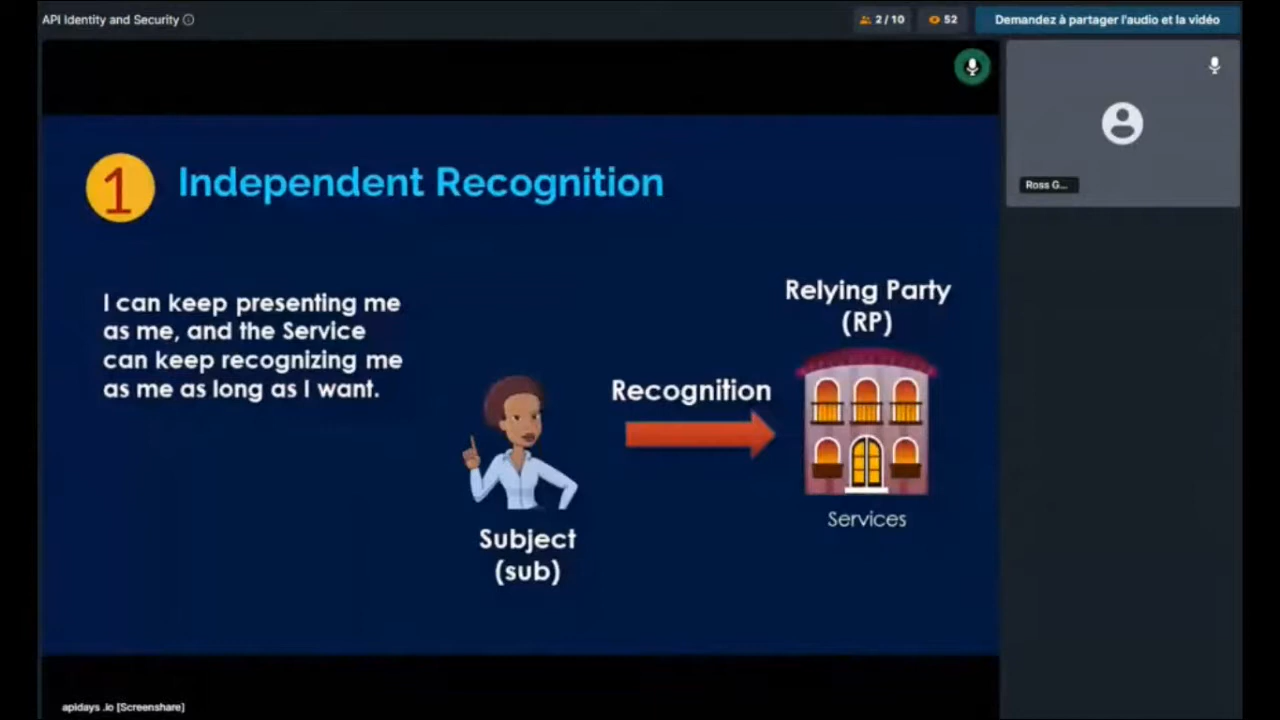 API Identity and Security
2 / 10
52
Demandez à partager l'audio et la vidéo
Ross G...
1
Independent Recognition
I can keep presenting me
as me, and the Service
can keep recognizing me
as me as long as I want.
Relying Party
(RP)
Recognition
Services
Subject
(sub)
apidays .io [Screenshare]